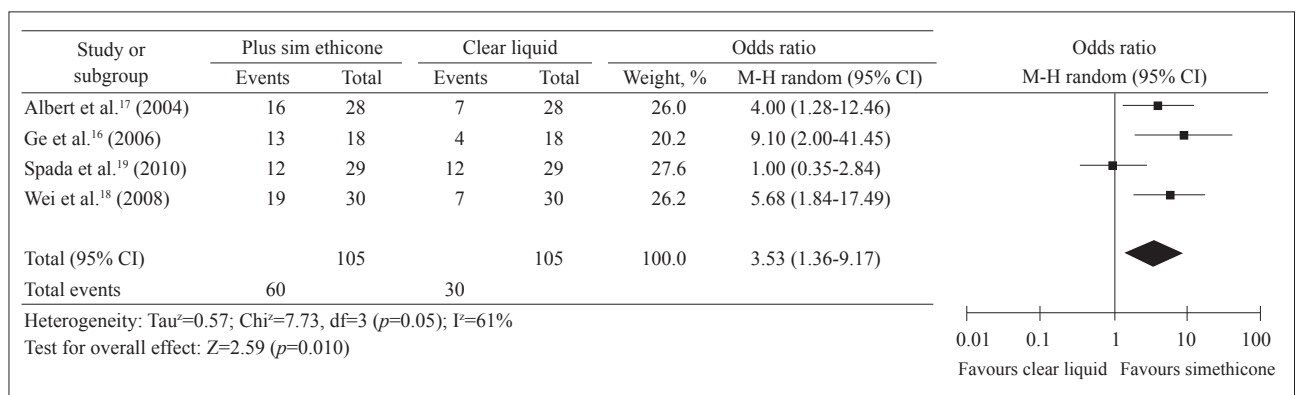 Study or subgroup Plus sim ethicone Clear liquid Odds ratio Odds ratio
Events Total Events Total Weight, % M-H random (95% CI) M-H random (95% CI)
Albert et al.17 (2004) 16 28 7 28 26.0 4.00 (1.28-12.46)
Ge et al.16 (2006) 13 18 4 18 20.2 9.10 (2.00-41.45)
Spada et al.19 (2010) 12 29 12 29 27.6 1.00 (0.35-2.84)
Wei et al.18 (2008) 19 30 7 30 26.2 5.68 (1.84-17.49)
Total (95% CI) 105 105 100.0 3.53 (1.36-9.17)
Total events 60 30
Heterogeneity: Tauz=0.57; Chiz=7.73, df=3 (p=0.05); Iz=61%
Test for overall effect: Z=2.59 (p=0.010)
0.01 0.1 1 10 100
Favours clear liquid Favours simethicone